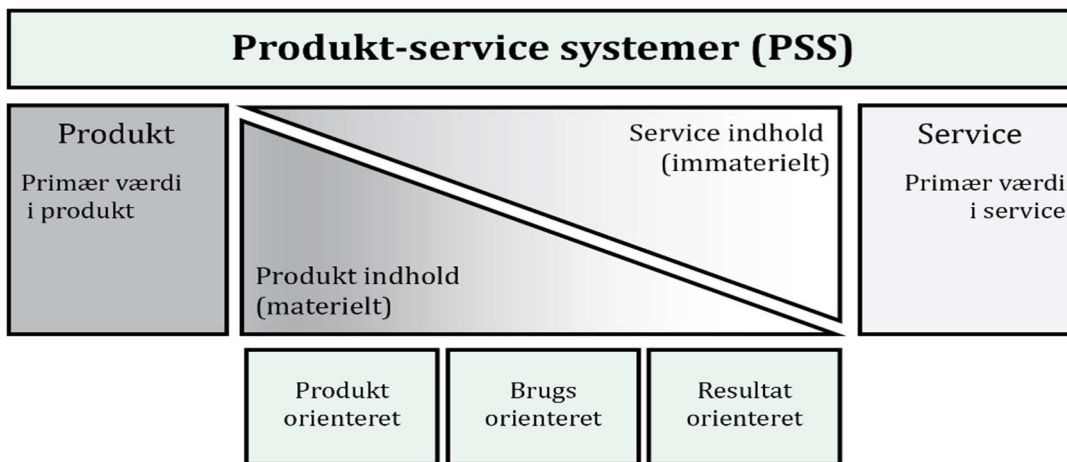 Produkt-service systemer (PSS)
Produkt
Primær værdi
i produkt
Service indhold
(immaterielt)
Produkt indhold
(materielt)
Service
Primær værdi
i service
Produkt
orienteret
Brugs
orienteret
Resultat
orienteret